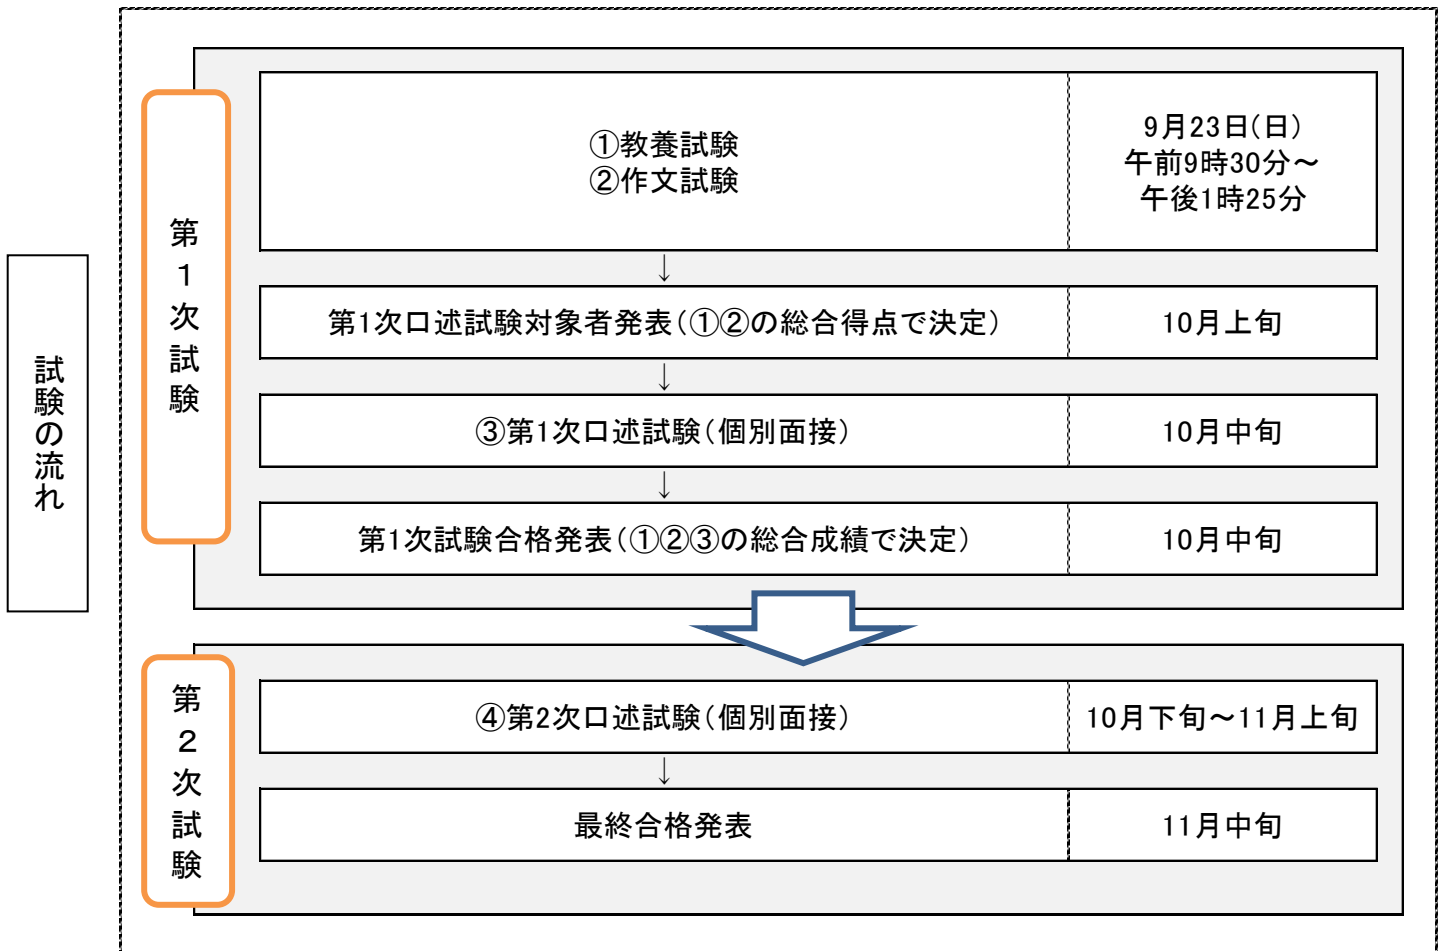 試験の流れ
第1次試験
①教養試験
②作文試験
9月23日(日)
午前9時30分～
午後1時25分
↓
第1次口述試験対象者発表(①②の総合得点で決定)
10月上旬
↓
③第1次口述試験(個別面接)
10月中旬
↓
第1次試験合格発表(①②③の総合成績で決定)
10月中旬
第2次試験
④第2次口述試験(個別面接)
10月下旬～11月上旬
↓
最終合格発表
11月中旬